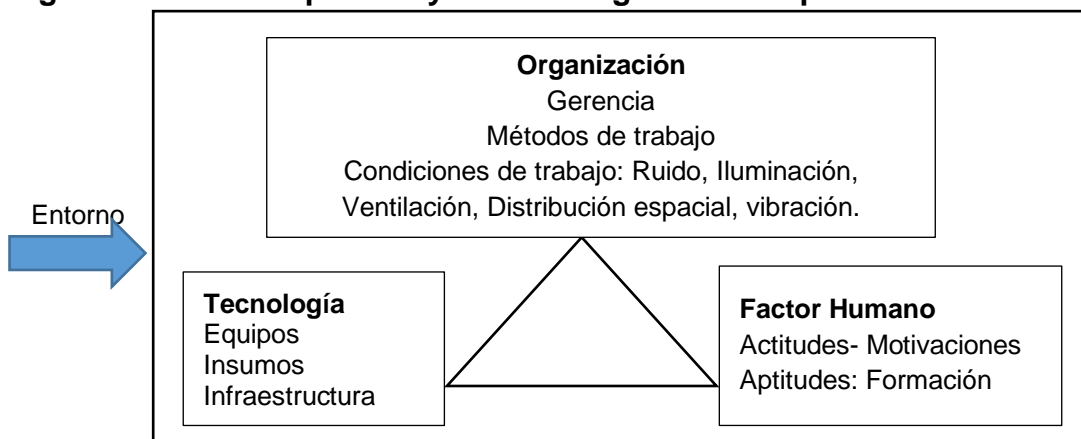 Organización
Gerencia
Métodos de trabajo
Condiciones de trabajo: Ruido, Iluminación,
Ventilación, Distribución espacial, vibración.
Entorno
Tecnología
Equipos
Insumos
Infraestructura
Factor Humano
Actitudes- Motivaciones
Aptitudes: Formación